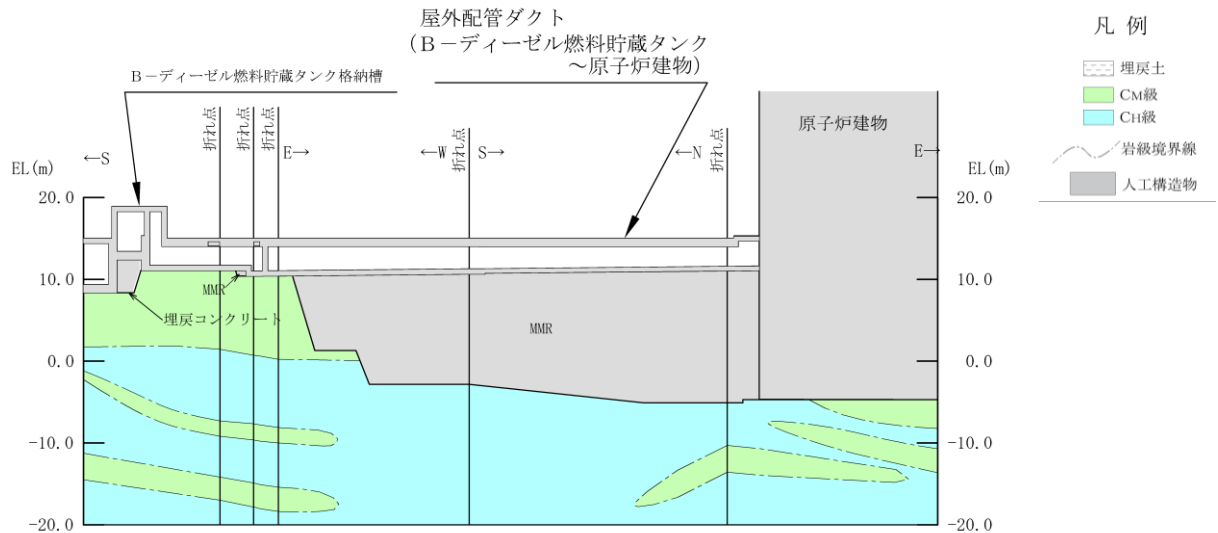 屋外配管ダクト
（B－ディーゼル燃料貯蔵タンク
～原子炉建物）
B－ディーゼル燃料貯蔵タンク格納槽
凡 例
埋戻土
CM級
CH級
岩級境界線
人工構造物
折れ点
折れ点
折れ点
折れ点
折れ点
原子炉建物
←S
E→
←W
S→
←N
E→
EL(m)
EL(m)
20.0
20.0
10.0
10.0
MMR
埋戻コンクリート
MMR
0.0
0.0
-10.0
-10.0
-20.0
-20.0